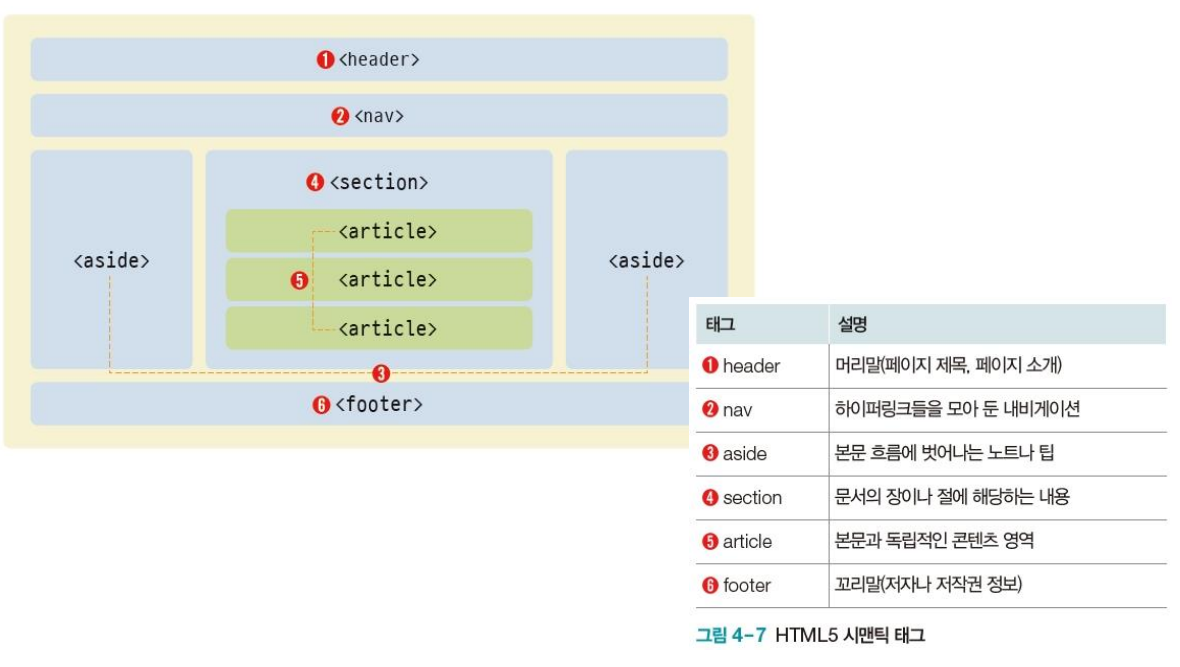 ❶ <header>
❷ <nav>
❹ <section>
<article>
<aside>
❺ <article>
<aside>
<article>
❸
❻ <footer>
태그 설명
❶ header 머리말(페이지 제목, 페이지 소개)
❷ nav 하이퍼링크들을 모아 둔 내비게이션
❸ aside 본문 흐름에 벗어나는 노트나 팁
❹ section 문서의 장이나 절에 해당하는 내용
❺ article 본문과 독립적인 콘텐츠 영역
❻ footer 꼬리말(저자나 저작권 정보)
그림 4-7 HTML5 시맨틱 태그